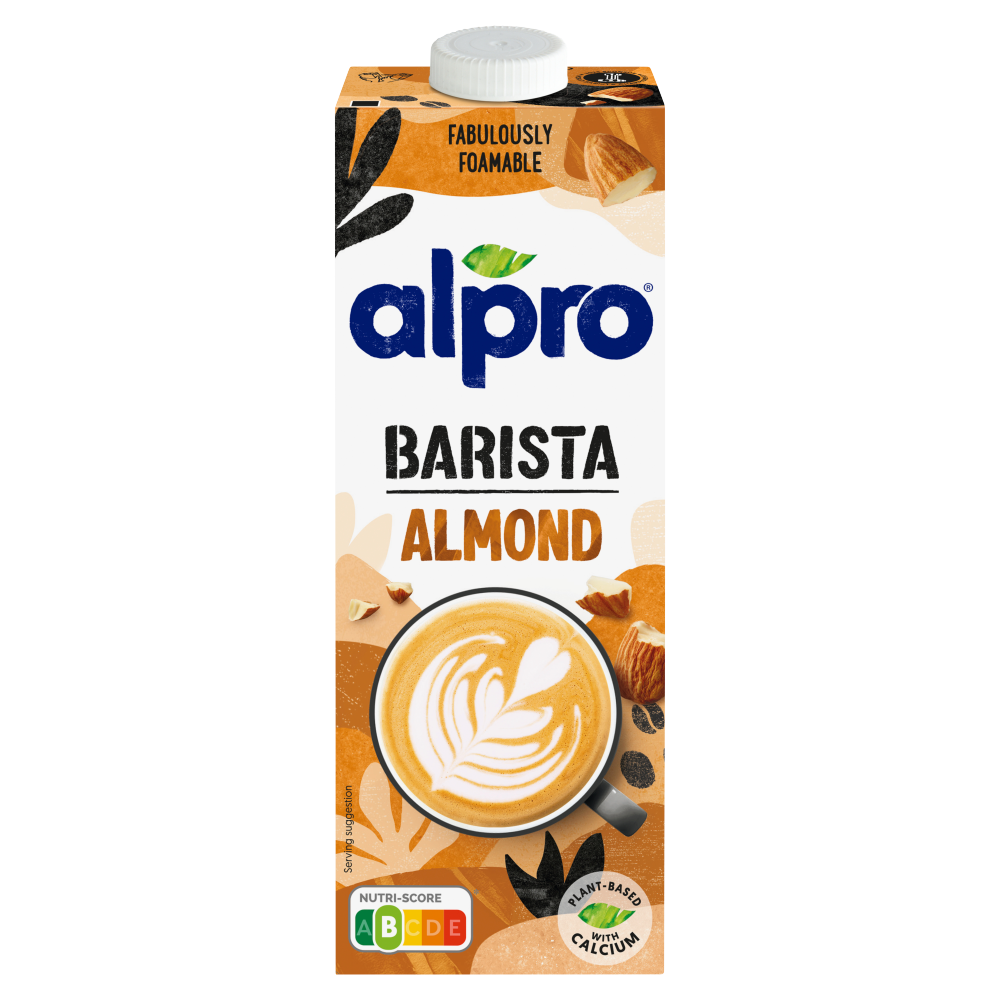 FABULOUSLY
FOAMABLE
alpro®
BARISTA
ALMOND
Serving suggestion
NUTRI-SCORE
A B C D E
PLANT-BASED
WITH
CALCIUM